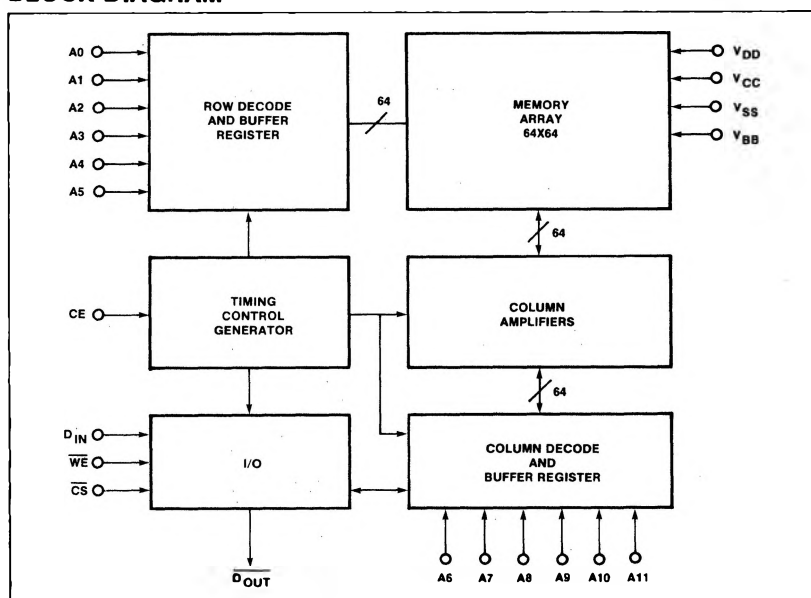 BLOCK DIAGRAM
A0
A1
A2
A3
A4
A5
ROW DECODE
AND BUFFER
REGISTER
64
MEMORY
ARRAY
64X64
VDD
VCC
VSS
VBB
64
CE
TIMING
CONTROL
GENERATOR
COLUMN
AMPLIFIERS
64
DIN
WE
CS
I/O
COLUMN DECODE
AND
BUFFER REGISTER
DOUT
A6 A7 A8 A9 A10 A11